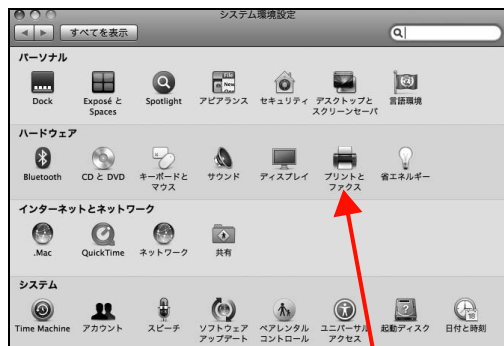 システム環境設定
すべてを表示
パーソナル
Dock
Exposé と
Spaces
Spotlight
アピアランス
セキュリティ
デスクトップと
スクリーンセーバ
言語環境
ハードウェア
Bluetooth
CD と DVD
キーボードと
マウス
サウンド
ディスプレイ
プリントと
ファクス
省エネルギー
インターネットとネットワーク
.Mac
QuickTime
ネットワーク
共有
システム
Time Machine
アカウント
スピーチ
ソフトウェア
アップデート
ペアレンタル
コントロール
ユニバーサル
アクセス
起動ディスク
日付と時刻